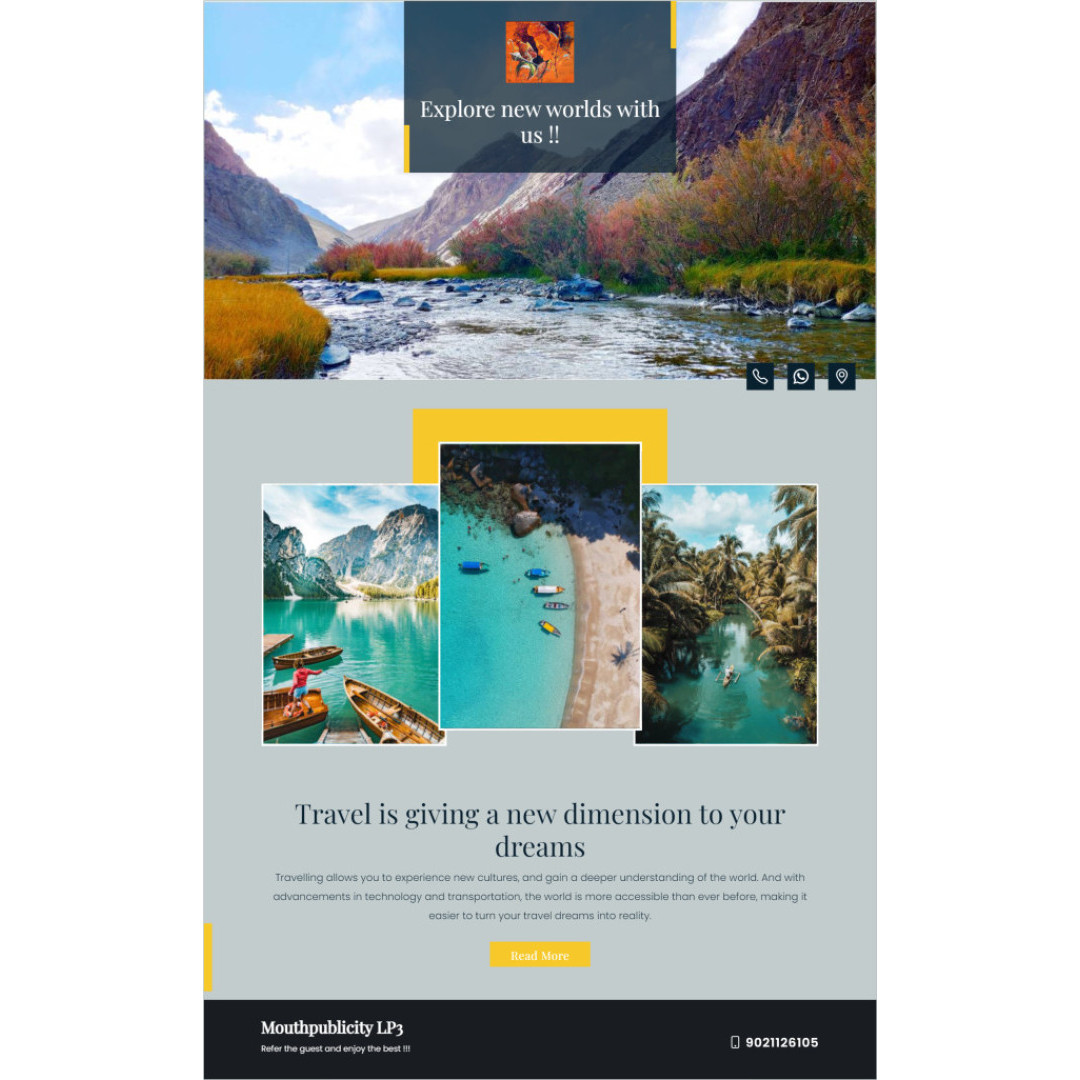 Explore new worlds with
us !!
Travel is giving a new dimension to your
dreams
Travelling allows you to experience new cultures, and gain a deeper understanding of the world. And with
advancements in technology and transportation, the world is more accessible than ever before, making it
easier to turn your travel dreams into reality.
Read More
Mouthpublicity LP3
Refer the guest and enjoy the best !!!
9021126105